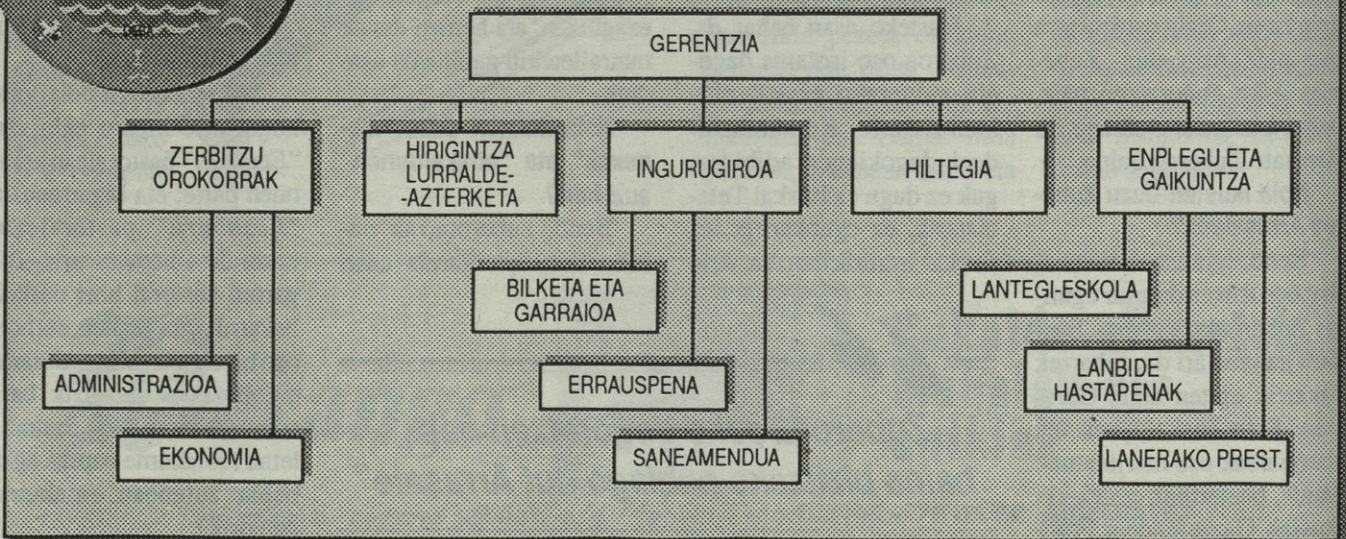 DEBA
GERENTZIA
ZERBITZU
OROKORRAK
HIRIGINTZA
LURRALDE-
-AZTERKETA
INGURUGIROA
HILTEGIA
ENPLEGU ETA
GAIKUNTZA
BILKETA ETA
GARRAIOA
LANTEGI-ESKOLA
ADMINISTRAZIOA
ERRAUSPENA
LANBIDE
HASTAPENAK
EKONOMIA
SANEAMENDUA
LANERAKO PREST.